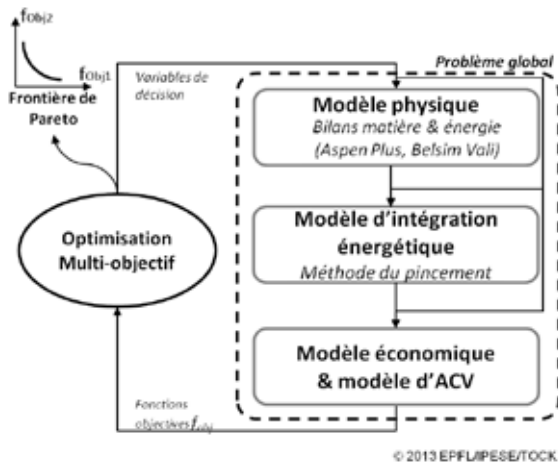 fObj2
fObj1
Frontière de
Pareto
Variables de
décision
Problème global
Modèle physique
Bilans matière & énergie
(Aspen Plus, Belsim Vali)
Optimisation
Multi-objectif
Modèle d'intégration
énergétique
Méthode du pincement
Modèle économique
& modèle d'ACV
Fonctions
objectives fobj
© 2013 EPFL/IPESE/TOCK